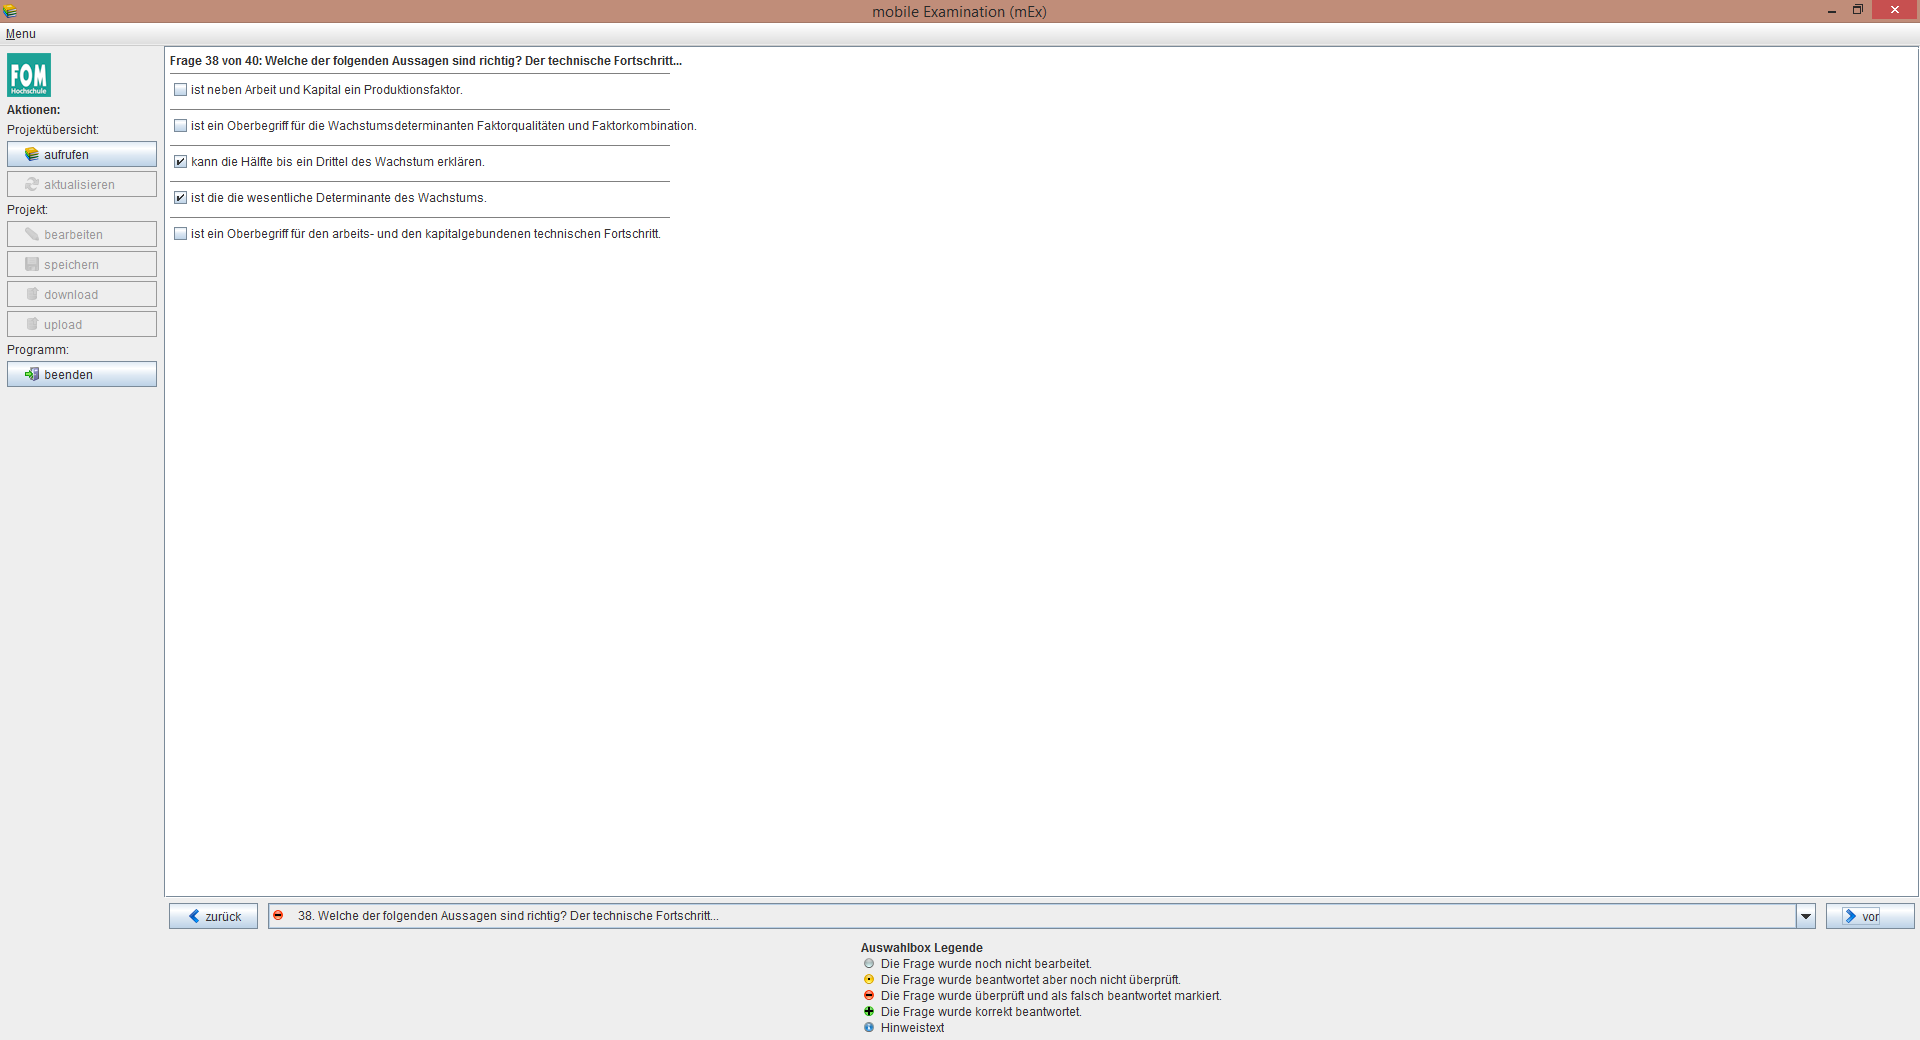 mobile Examination (mEx)
Menu
FOM
Hochschule
Aktionen:
Projektübersicht:
aufrufen
aktualisieren
Projekt:
bearbeiten
speichern
download
upload
Programm:
beenden
Frage 38 von 40: Welche der folgenden Aussagen sind richtig? Der technische Fortschritt...
ist neben Arbeit und Kapital ein Produktionsfaktor.
ist ein Oberbegriff für die Wachstumsdeterminanten Faktorqualitäten und Faktorkombination.
kann die Hälfte bis ein Drittel des Wachstum erklären.
ist die die wesentliche Determinante des Wachstums.
ist ein Oberbegriff für den arbeits- und den kapitalgebundenen technischen Fortschritt.
zurück
38. Welche der folgenden Aussagen sind richtig? Der technische Fortschritt...
vor
Auswahlbox Legende
Die Frage wurde noch nicht bearbeitet.
Die Frage wurde beantwortet aber noch nicht überprüft.
Die Frage wurde überprüft und als falsch beantwortet markiert.
Die Frage wurde korrekt beantwortet.
Hinweistext